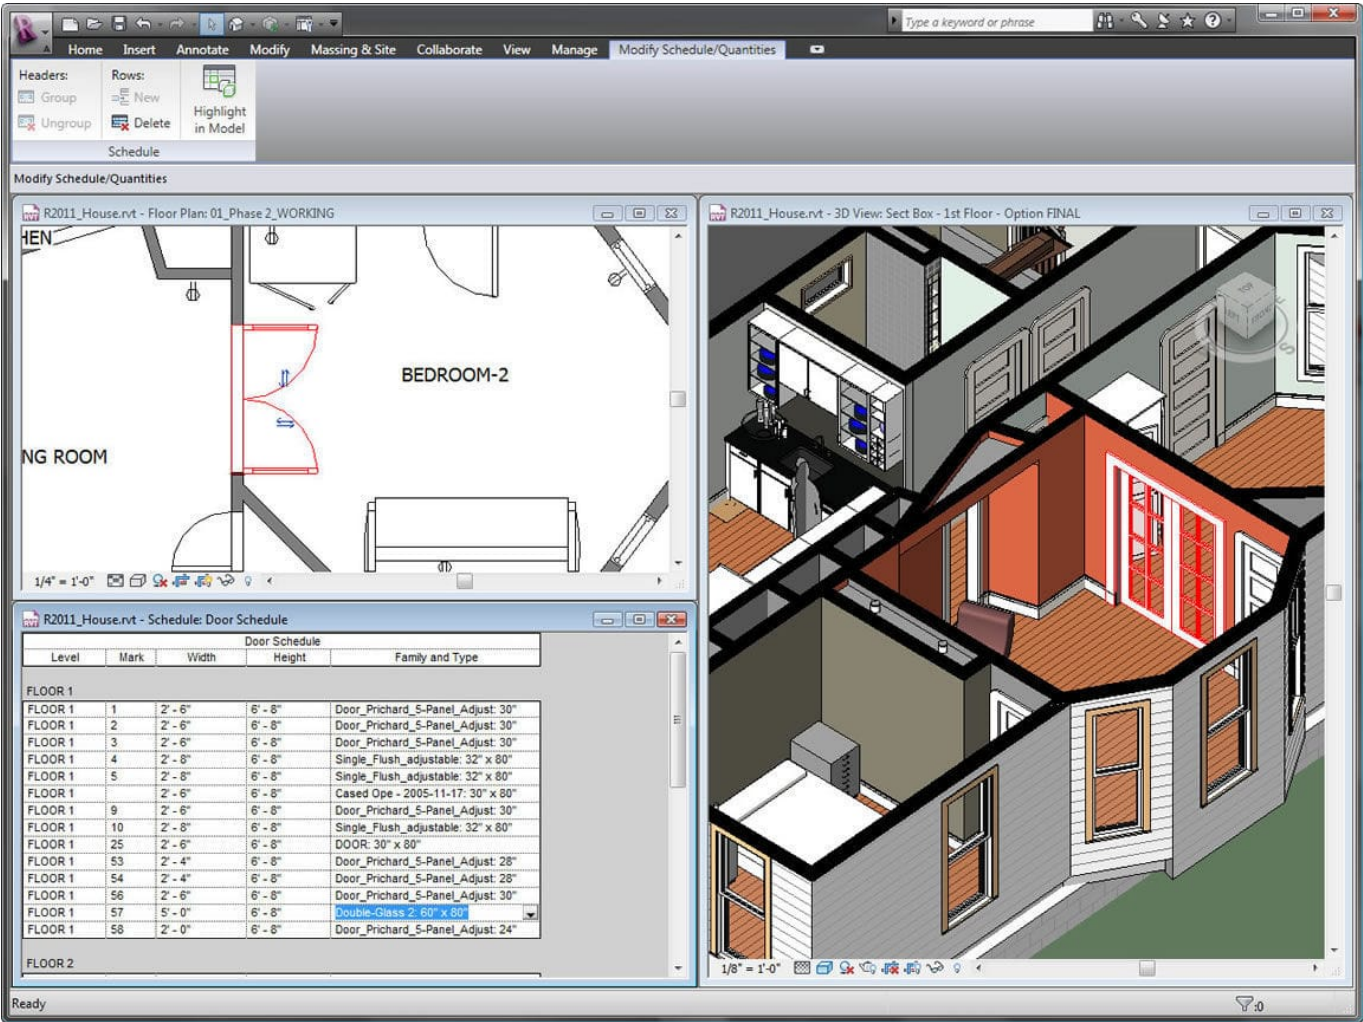 Type a keyword or phrase
Home Insert Annotate Modify Massing & Site Collaborate View Manage Modify Schedule/Quantities
Headers: Rows:
Group New
Ungroup Delete
Highlight
in Model
Schedule
Modify Schedule/Quantities
R2011_House.rvt - Floor Plan: 01_Phase 2_WORKING
HEN
BEDROOM-2
NG ROOM
1/4" = 1'-0"
R2011_House.rvt - Schedule: Door Schedule
Door Schedule
Level Mark Width Height Family and Type
FLOOR 1
FLOOR 1 1 2' - 6" 6' - 8" Door_Prichard_5-Panel_Adjust: 30"
FLOOR 1 2 2' - 6" 6' - 8" Door_Prichard_5-Panel_Adjust: 30"
FLOOR 1 3 2' - 6" 6' - 8" Door_Prichard_5-Panel_Adjust: 30"
FLOOR 1 4 2' - 8" 6' - 8" Single_Flush_adjustable: 32" x 80"
FLOOR 1 5 2' - 8" 6' - 8" Single_Flush_adjustable: 32" x 80"
FLOOR 1 2' - 6" 6' - 8" Cased Ope - 2005-11-17: 30" x 80"
FLOOR 1 9 2' - 6" 6' - 8" Door_Prichard_5-Panel_Adjust: 30"
FLOOR 1 10 2' - 8" 6' - 8" Single_Flush_adjustable: 32" x 80"
FLOOR 1 25 2' - 6" 6' - 8" DOOR: 30" x 80"
FLOOR 1 53 2' - 4" 6' - 8" Door_Prichard_5-Panel_Adjust: 28"
FLOOR 1 54 2' - 4" 6' - 8" Door_Prichard_5-Panel_Adjust: 28"
FLOOR 1 56 2' - 6" 6' - 8" Door_Prichard_5-Panel_Adjust: 30"
FLOOR 1 57 5' - 0" 6' - 8" Double-Glass 2: 60" x 80"
FLOOR 1 58 2' - 0" 6' - 8" Door_Prichard_5-Panel_Adjust: 24"
FLOOR 2
R2011_House.rvt - 3D View: Sect Box - 1st Floor - Option FINAL
TOP
S
1/8" = 1'-0"
Ready
:0